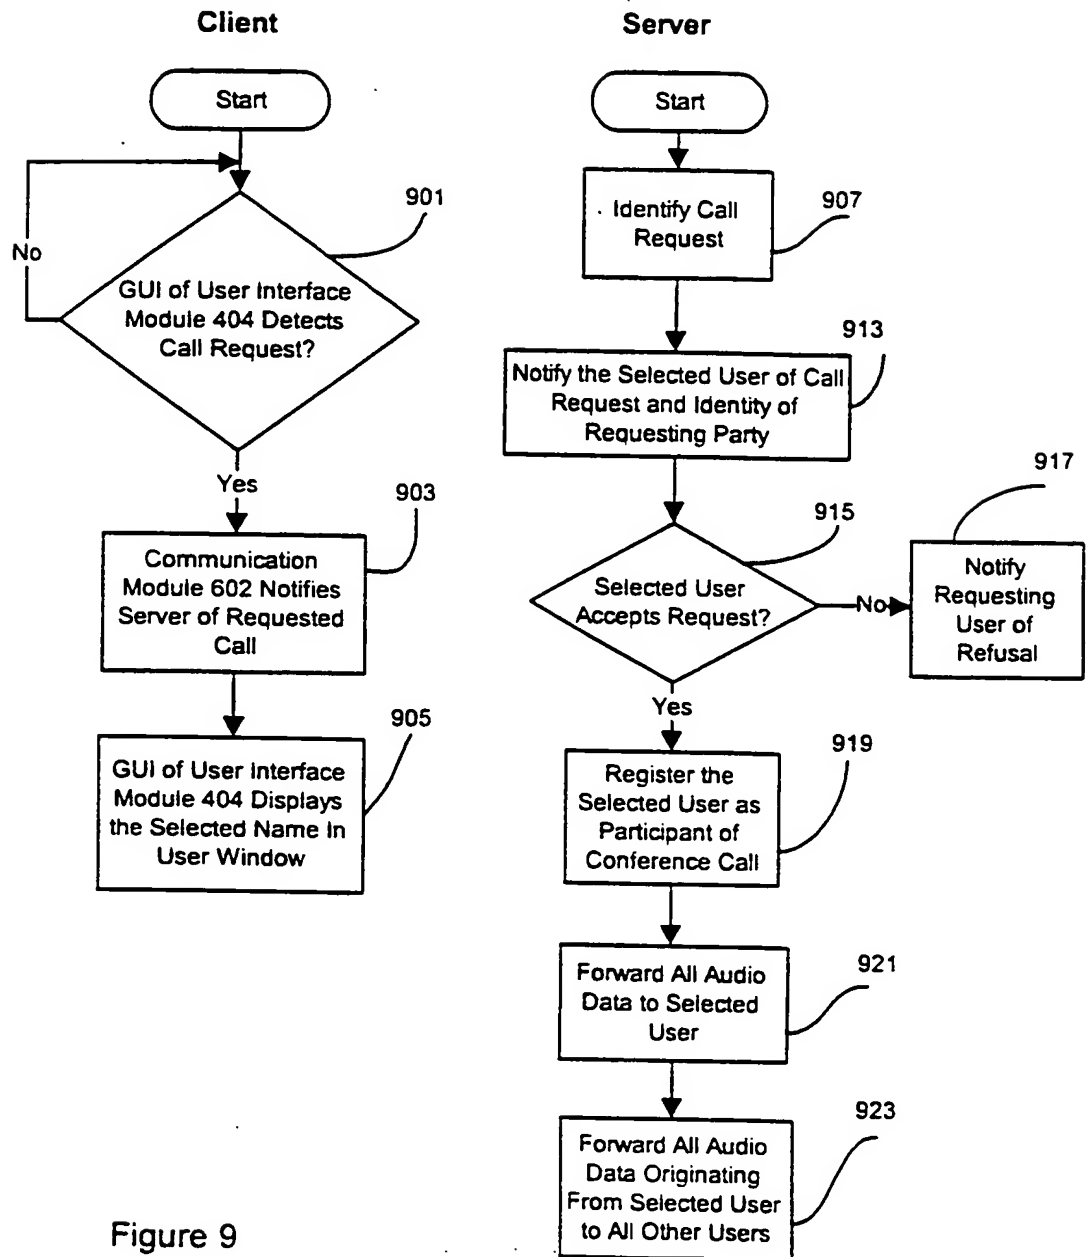 Client
Server
Start
Start
901
907
Identify Call
Request
No
GUI of User Interface
Module 404 Detects
Call Request?
913
Notify the Selected User of Call
Request and Identity of
Requesting Party
Yes
903
Communication
Module 602 Notifies
Server of Requested
Call
915
917
Selected User
Accepts Request?
No
Notify
Requesting
User of
Refusal
905
GUI of User Interface
Module 404 Displays
the Selected Name In
User Window
Yes
919
Register the
Selected User as
Participant of
Conference Call
921
Forward All Audio
Data to Selected
User
923
Forward All Audio
Data Originating
From Selected User
to All Other Users
Figure 9